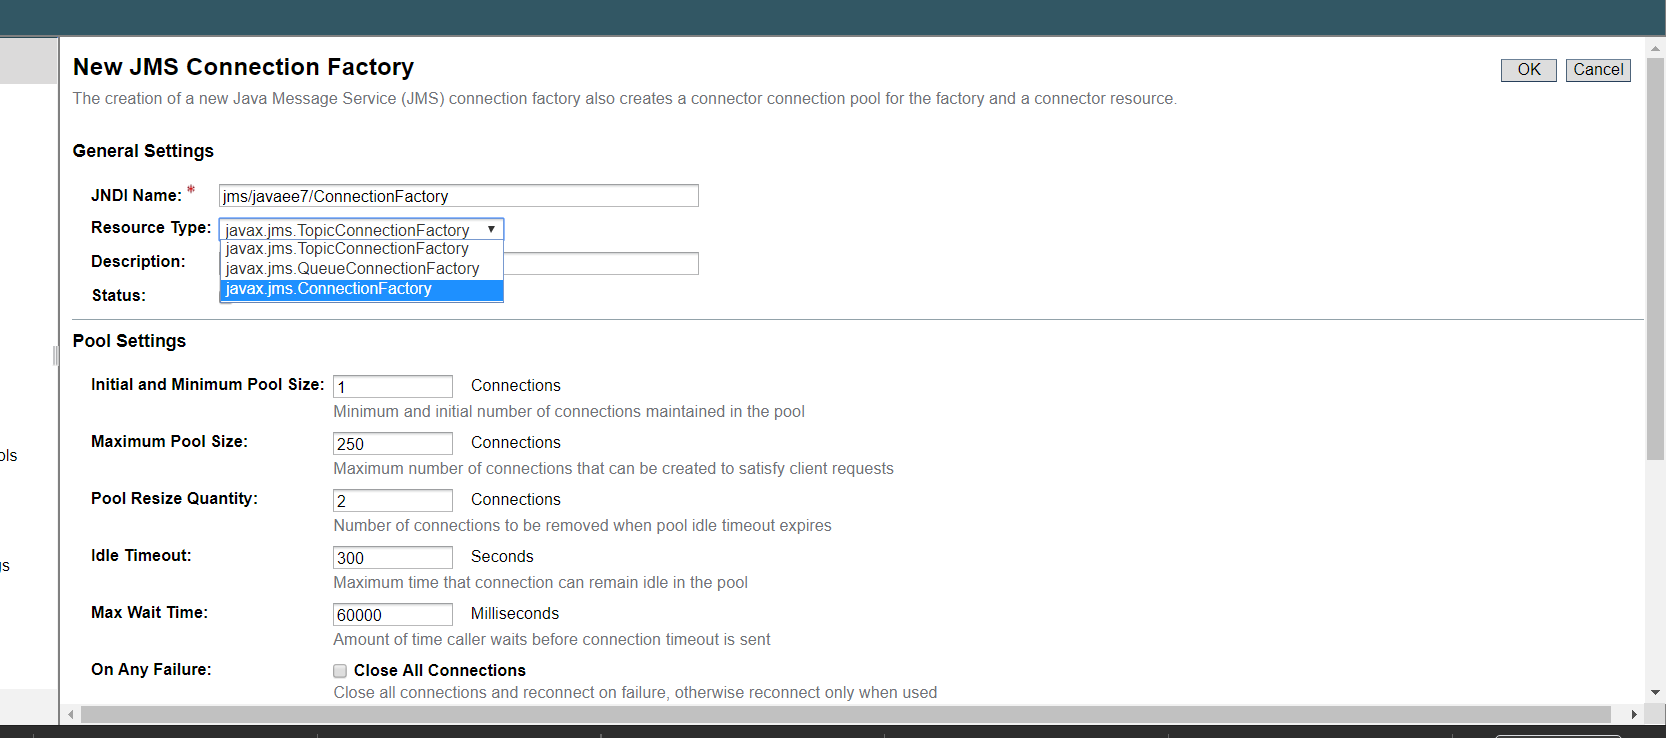 New JMS Connection Factory
OK Cancel
The creation of a new Java Message Service (JMS) connection factory also creates a connector connection pool for the factory and a connector resource.
General Settings
JNDI Name: * jms/javaee7/ConnectionFactory
Resource Type: javax.jms.TopicConnectionFactory
javax.jms.TopicConnectionFactory
Description:
javax.jms.QueueConnectionFactory
javax.jms.ConnectionFactory
Status:
Pool Settings
Initial and Minimum Pool Size: 1 Connections
Minimum and initial number of connections maintained in the pool
Maximum Pool Size: 250 Connections
ols
Maximum number of connections that can be created to satisfy client requests
Pool Resize Quantity: 2 Connections
Number of connections to be removed when pool idle timeout expires
Idle Timeout: 300 Seconds
Maximum time that connection can remain idle in the pool
Max Wait Time: 60000 Milliseconds
Amount of time caller waits before connection timeout is sent
On Any Failure: Close All Connections
Close all connections and reconnect on failure, otherwise reconnect only when used